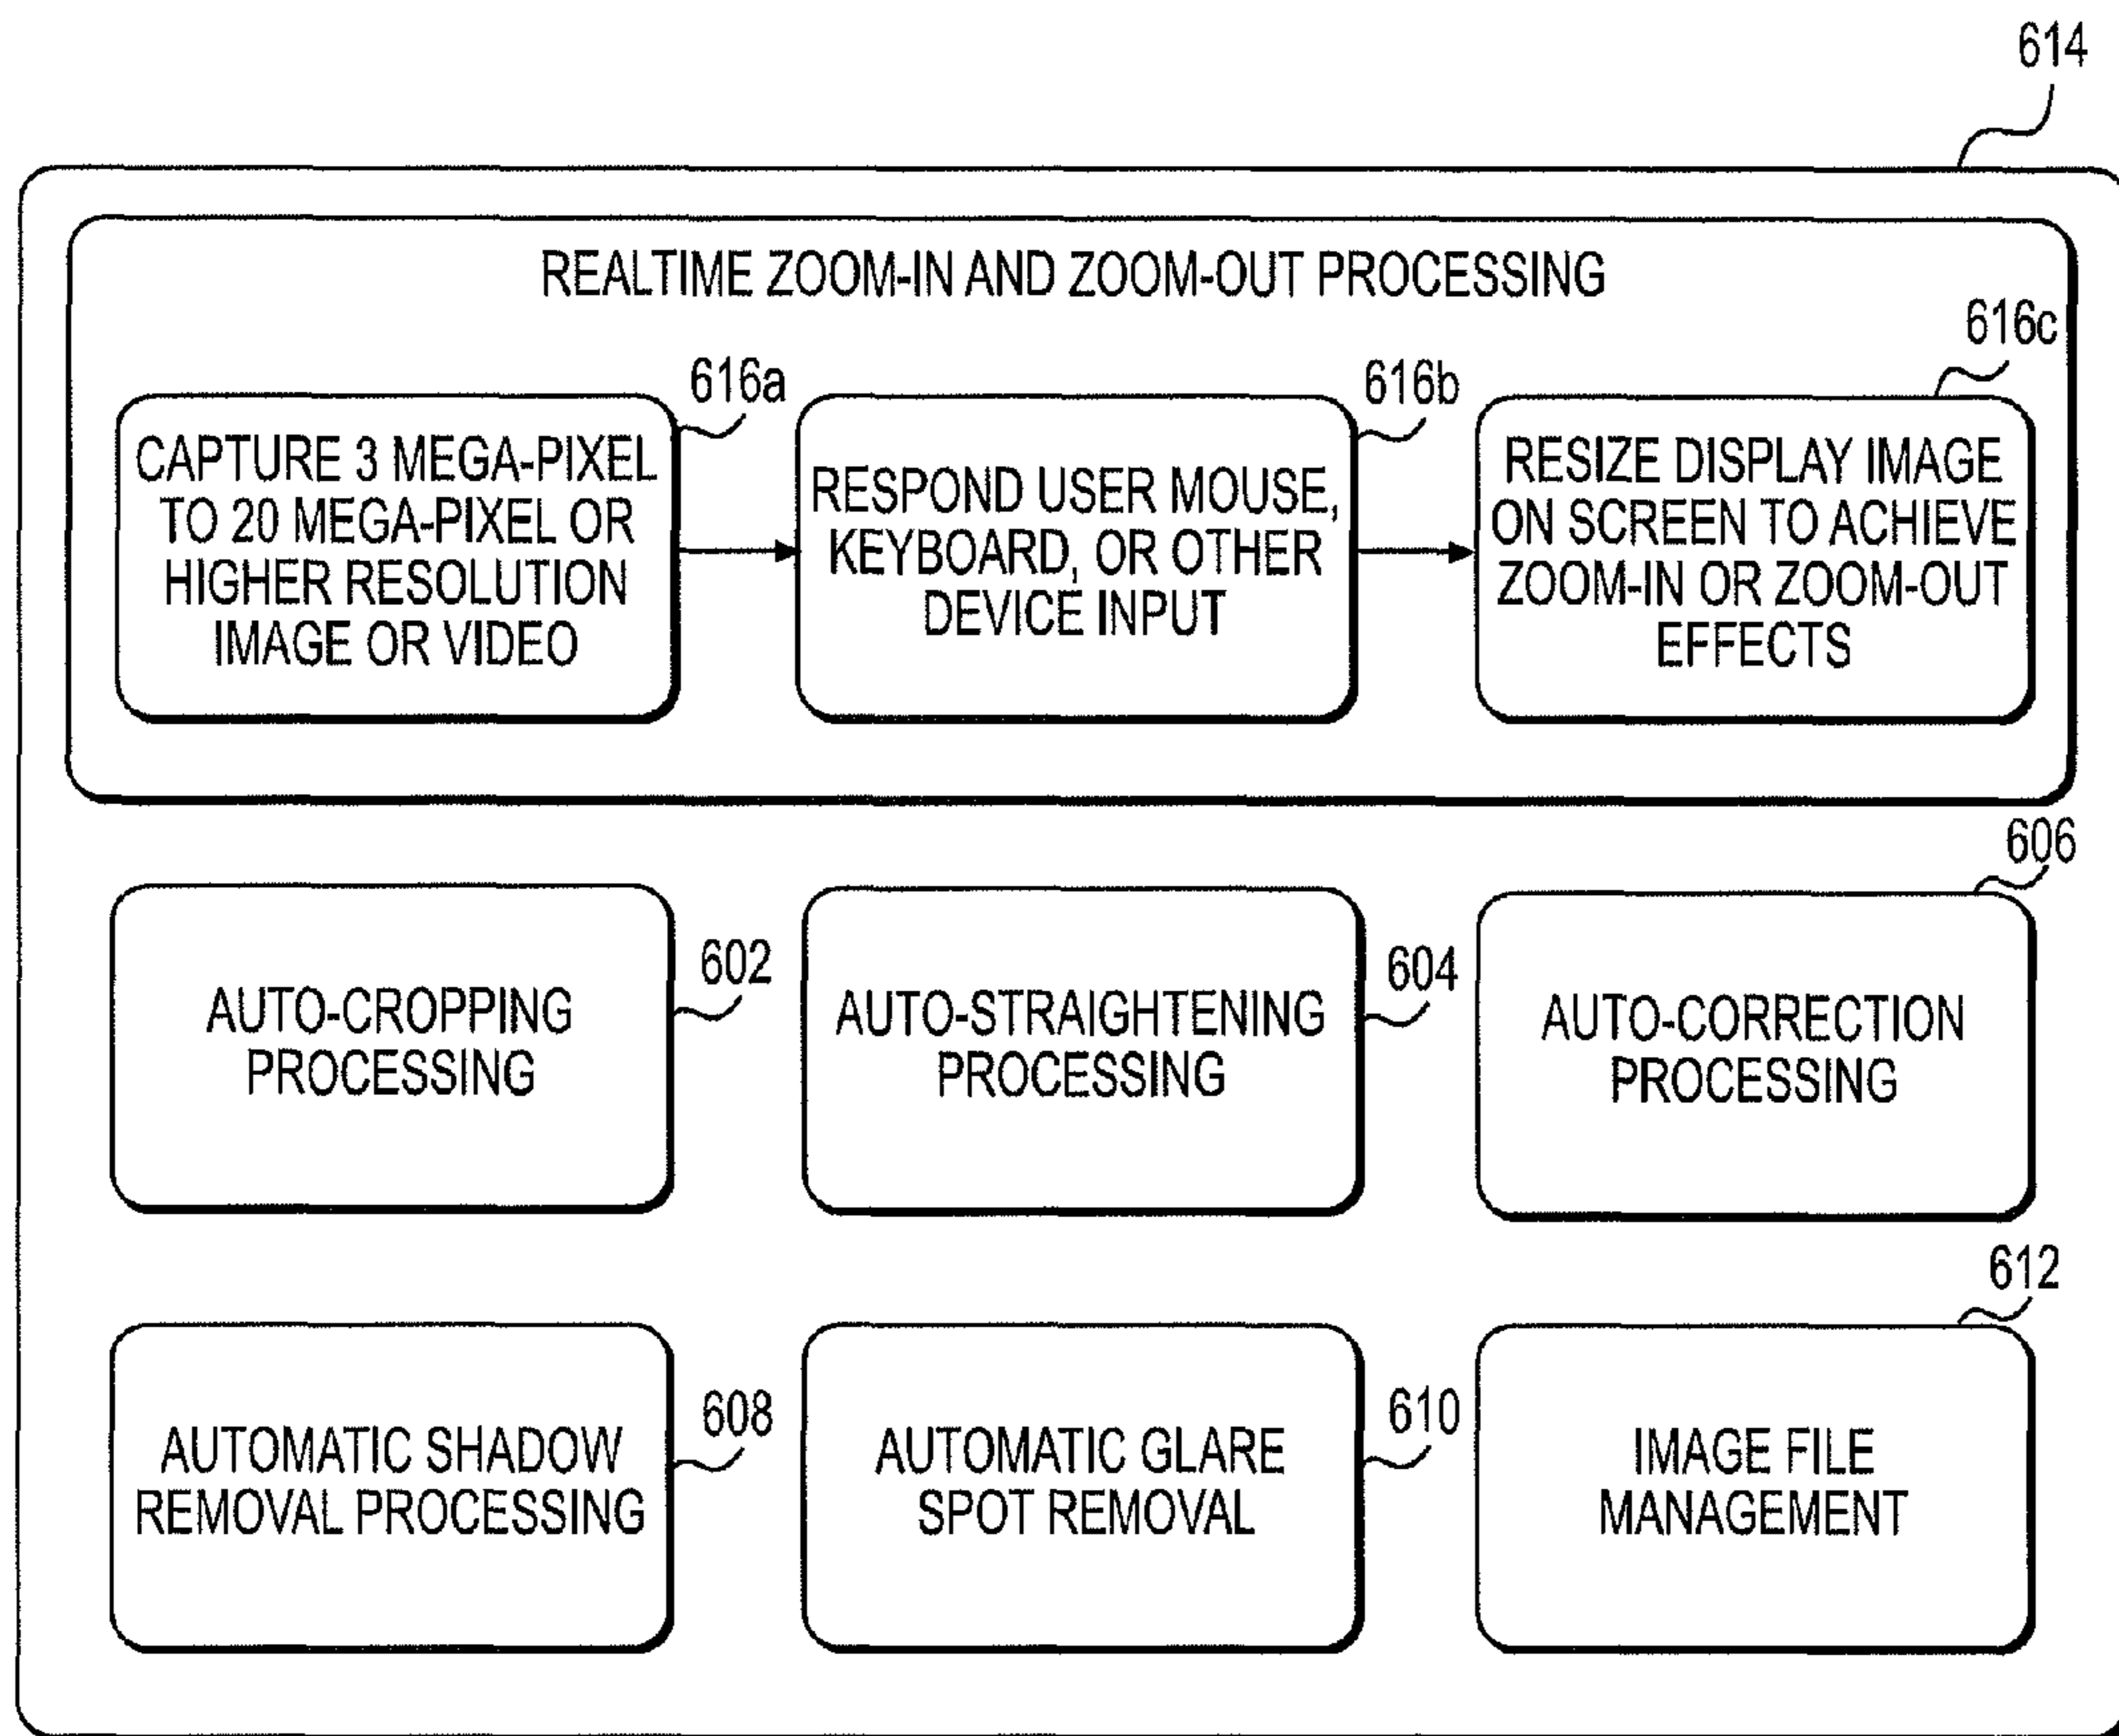 614
REALTIME ZOOM-IN AND ZOOM-OUT PROCESSING
616a
616b
616c
CAPTURE 3 MEGA-PIXEL
TO 20 MEGA-PIXEL OR
HIGHER RESOLUTION
IMAGE OR VIDEO
RESPOND USER MOUSE,
KEYBOARD, OR OTHER
DEVICE INPUT
RESIZE DISPLAY IMAGE
ON SCREEN TO ACHIEVE
ZOOM-IN OR ZOOM-OUT
EFFECTS
602
604
606
AUTO-CROPPING
PROCESSING
AUTO-STRAIGHTENING
PROCESSING
AUTO-CORRECTION
PROCESSING
608
610
612
AUTOMATIC SHADOW
REMOVAL PROCESSING
AUTOMATIC GLARE
SPOT REMOVAL
IMAGE FILE
MANAGEMENT